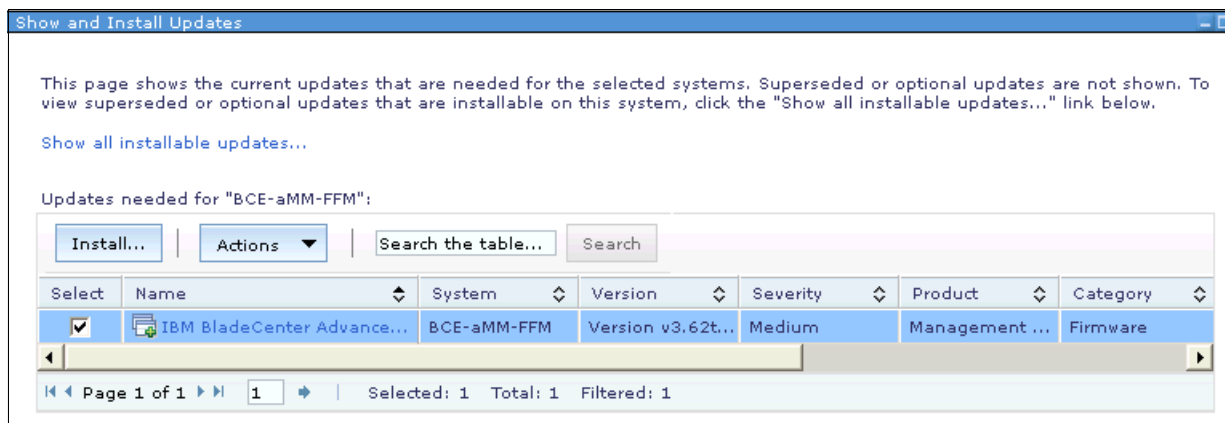 Show and Install Updates
This page shows the current updates that are needed for the selected systems. Superseded or optional updates are not shown. To
view superseded or optional updates that are installable on this system, click the "Show all installable updates..." link below.
Show all installable updates...
Updates needed for "BCE-aMM-FFM":
Install... Actions Search the table... Search
Select Name System Version Severity Product Category
IBM BladeCenter Advance... BCE-aMM-FFM Version v3.62t... Medium Management ... Firmware
Page 1 of 1 1 Selected: 1 Total: 1 Filtered: 1